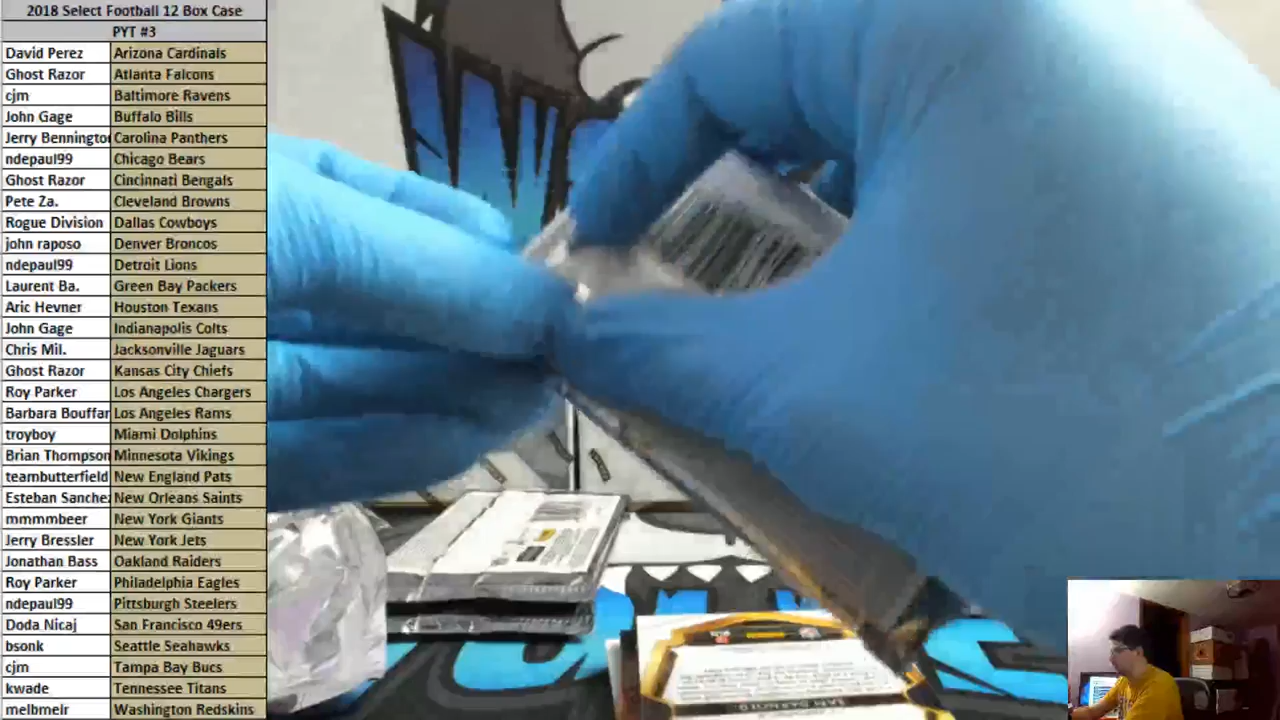 2018 Select Football 12 Box Case
PYT #3
David Perez Arizona Cardinals
Ghost Razor Atlanta Falcons
cjm Baltimore Ravens
John Gage Buffalo Bills
Jerry Bennington Carolina Panthers
ndepaul99 Chicago Bears
Ghost Razor Cincinnati Bengals
Pete Za. Cleveland Browns
Rogue Division Dallas Cowboys
john raposo Denver Broncos
ndepaul99 Detroit Lions
Laurent Ba. Green Bay Packers
Aric Hevner Houston Texans
John Gage Indianapolis Colts
Chris Mil. Jacksonville Jaguars
Ghost Razor Kansas City Chiefs
Roy Parker Los Angeles Chargers
Barbara Bouffar Los Angeles Rams
troyboy Miami Dolphins
Brian Thompson Minnesota Vikings
teambutterfield New England Pats
Esteban Sanchez New Orleans Saints
mmmmbeer New York Giants
Jerry Bressler New York Jets
Jonathan Bass Oakland Raiders
Roy Parker Philadelphia Eagles
ndepaul99 Pittsburgh Steelers
Doda Nicaj San Francisco 49ers
bsonk Seattle Seahawks
cjm Tampa Bay Bucs
kwade Tennessee Titans
melbmeir Washington Redskins
SAM DARNOLD